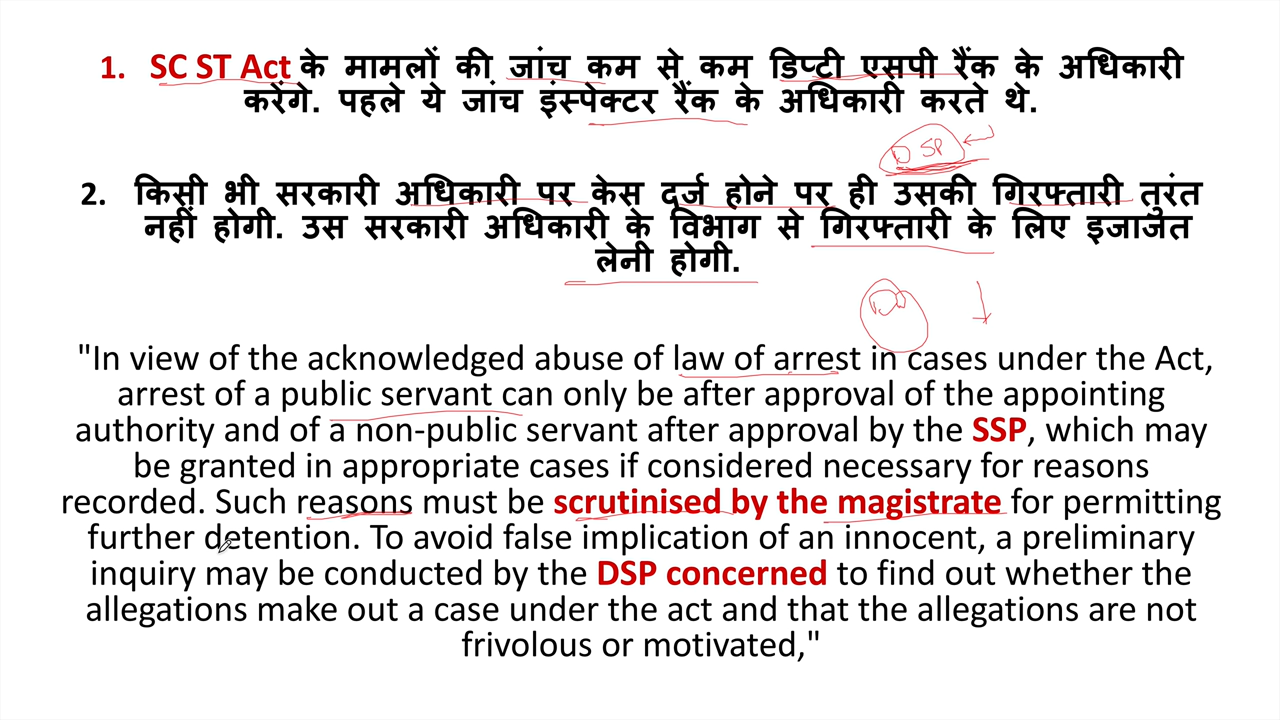 1. SC ST Act के मामलों की जांच कम से कम डिप्टी एसपी रैंक के अधिकारी
करेंगे. पहले ये जांच इंस्पेक्टर रैंक के अधिकारी करते थे.
D SP
2. किसी भी सरकारी अधिकारी पर केस दर्ज होने पर ही उसकी गिरफ्तारी तुरंत
नहीं होगी. उस सरकारी अधिकारी के विभाग से गिरफ्तारी के लिए इजाजत
लेनी होगी.
"In view of the acknowledged abuse of law of arrest in cases under the Act,
arrest of a public servant can only be after approval of the appointing
authority and of a non-public servant after approval by the SSP, which may
be granted in appropriate cases if considered necessary for reasons
recorded. Such reasons must be scrutinised by the magistrate for permitting
further detention. To avoid false implication of an innocent, a preliminary
inquiry may be conducted by the DSP concerned to find out whether the
allegations make out a case under the act and that the allegations are not
frivolous or motivated,"